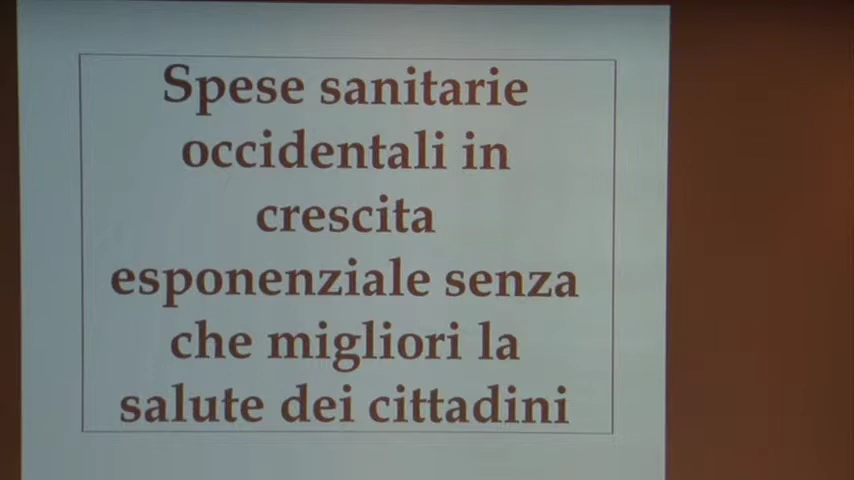 Spese sanitarie
occidentali in
crescita
esponenziale senza
che migliori la
salute dei cittadini